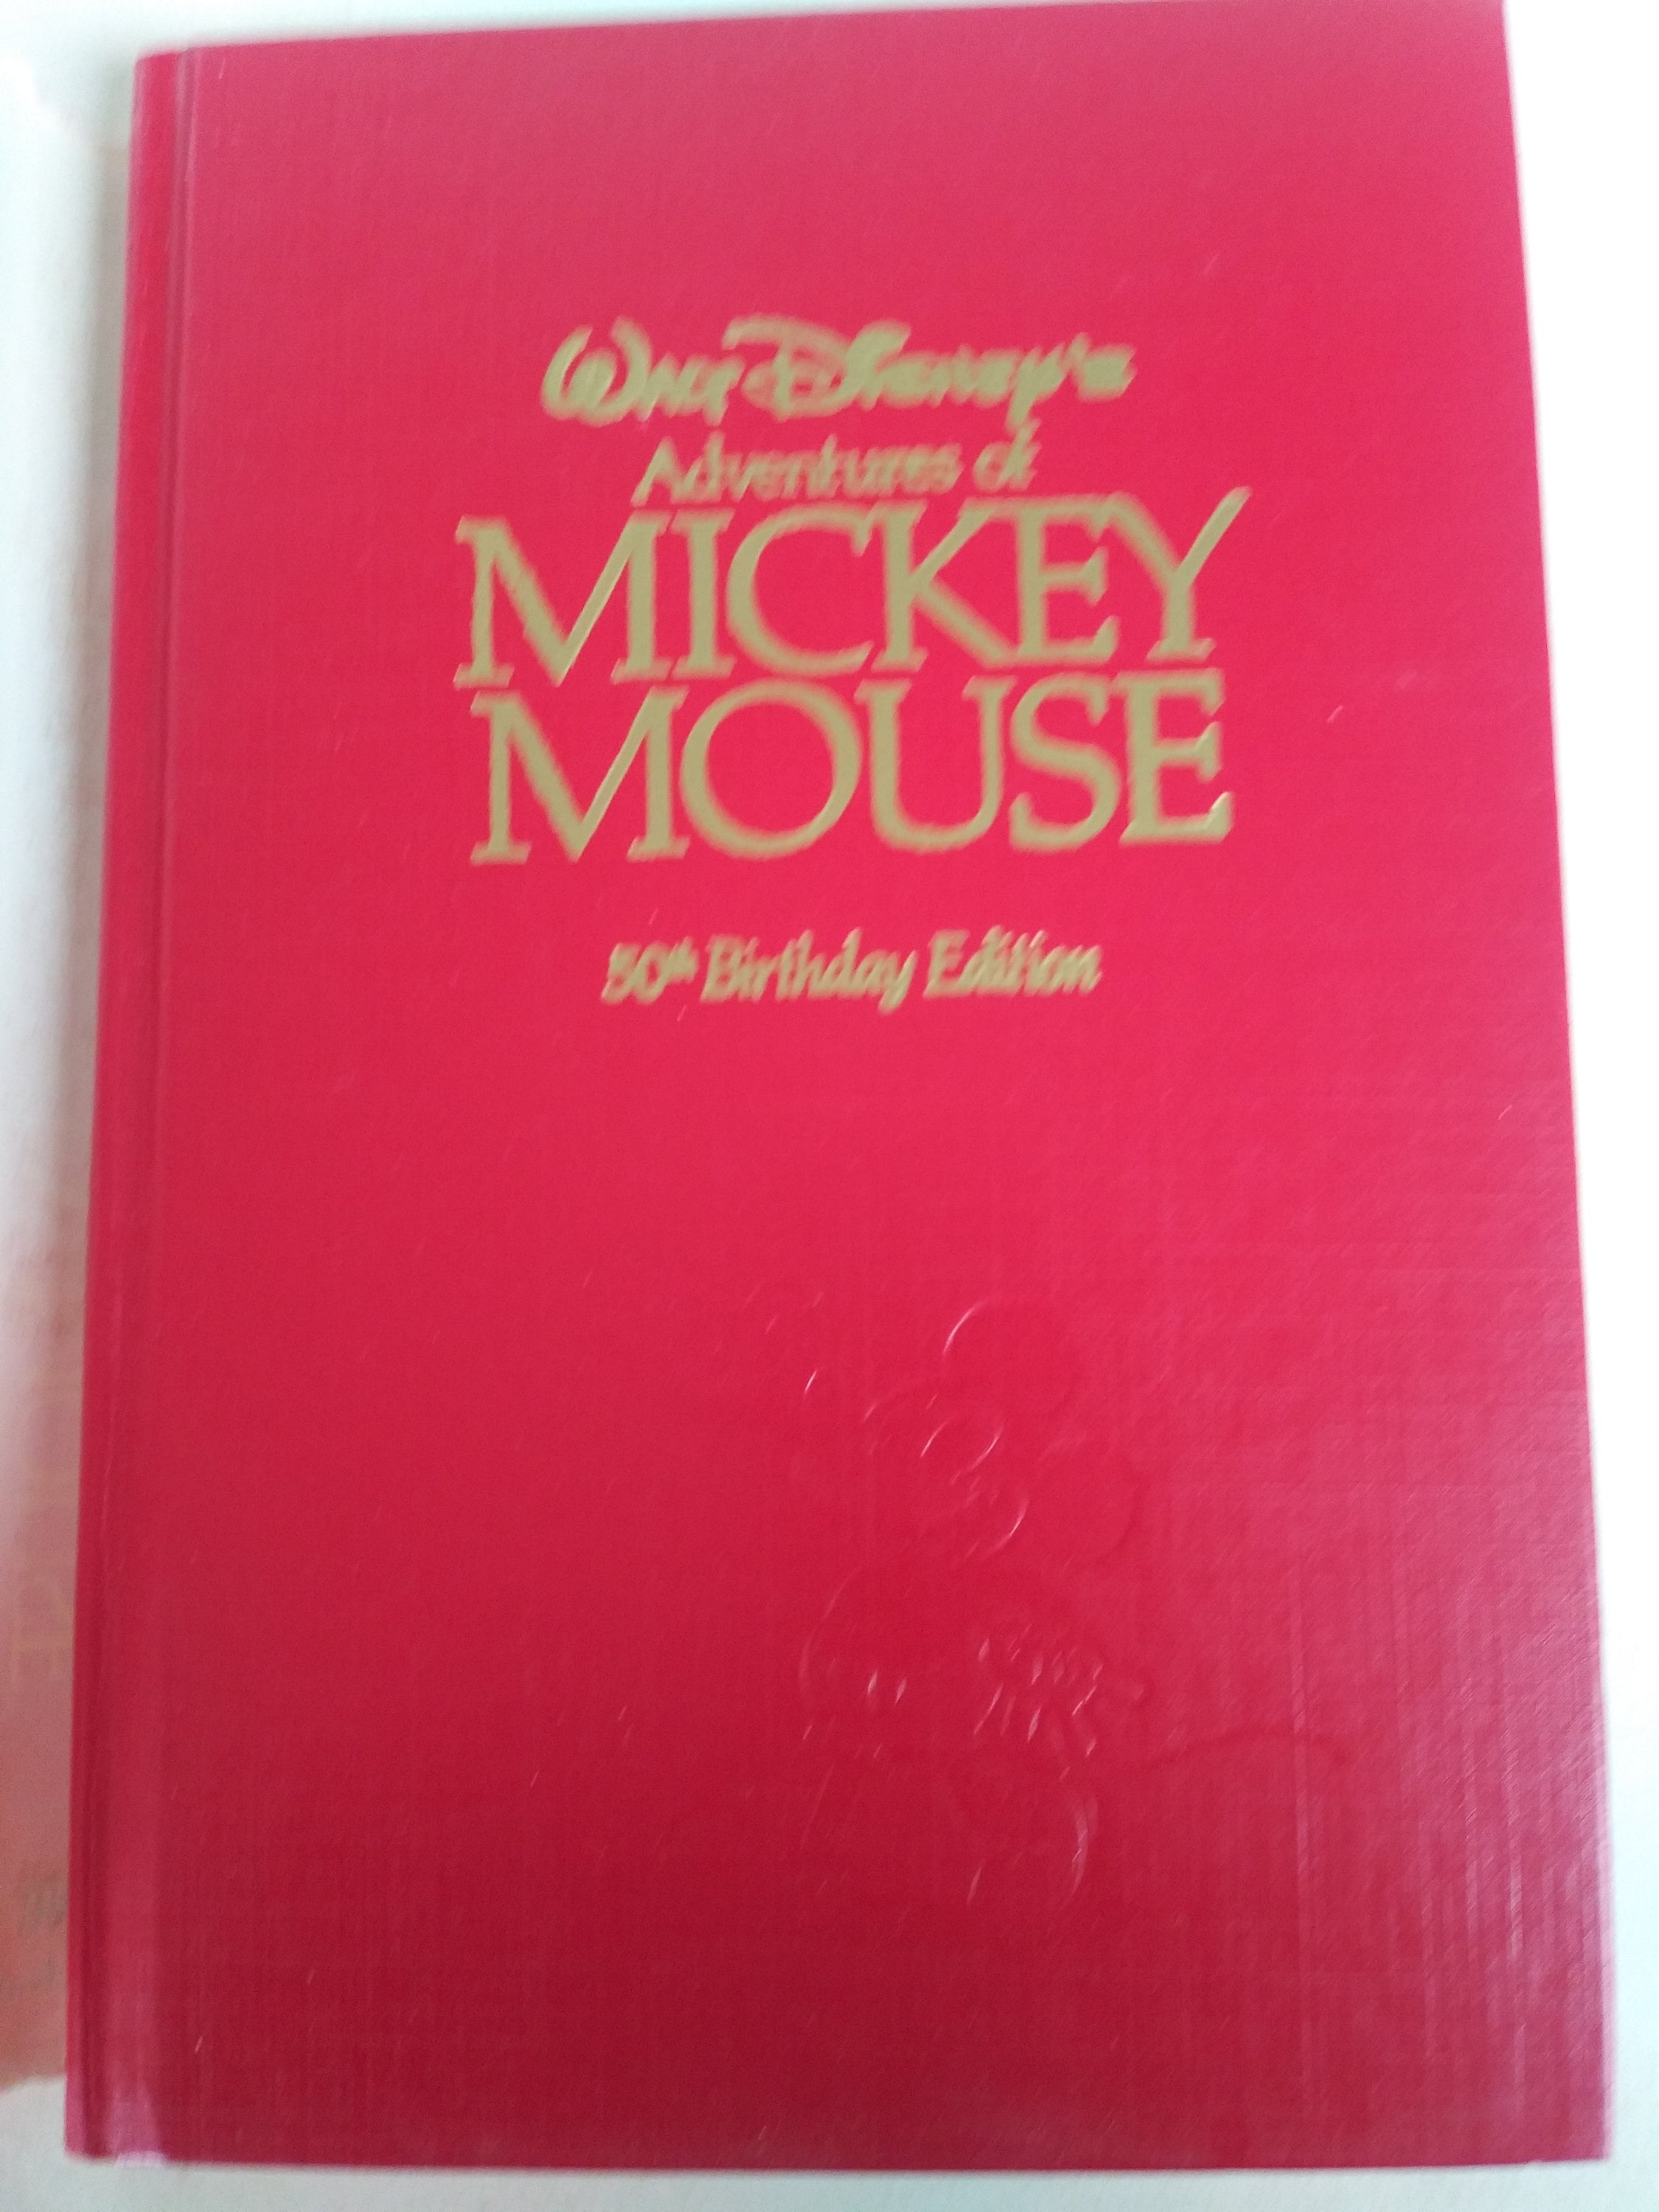 Walt Disney's
Adventures of
MICKEY
MOUSE
50th Birthday Edition